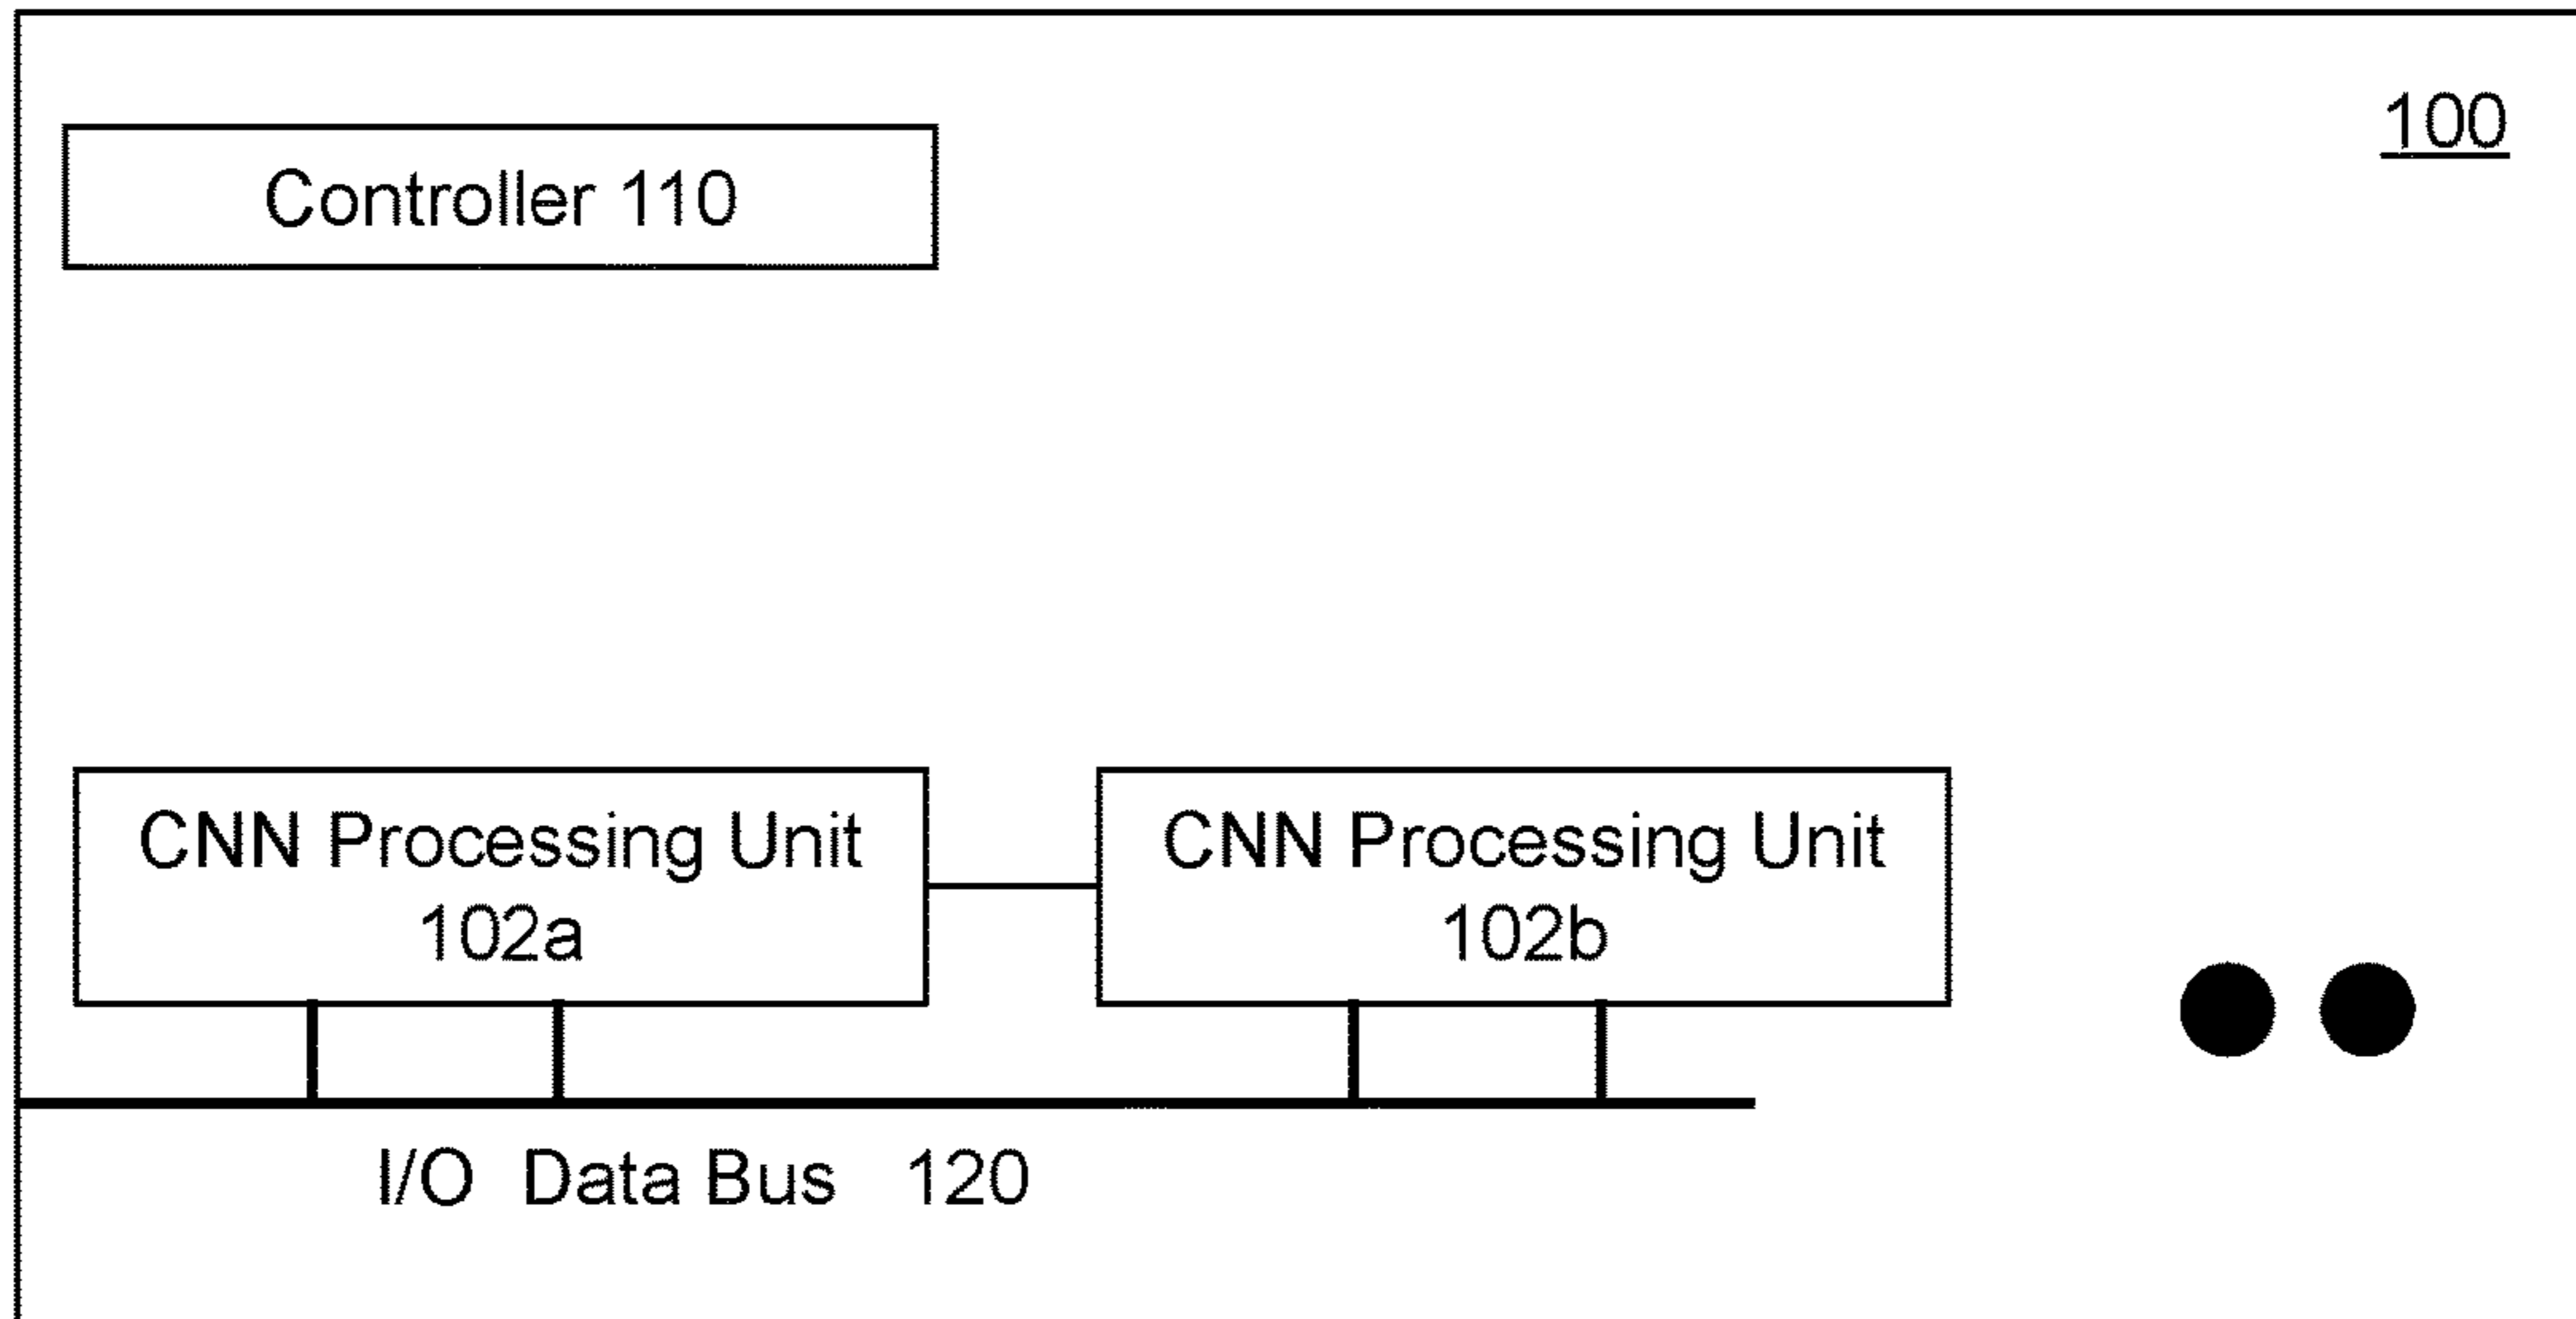 100
Controller 110
CNN Processing Unit
102a
CNN Processing Unit
102b
I/O Data Bus 120